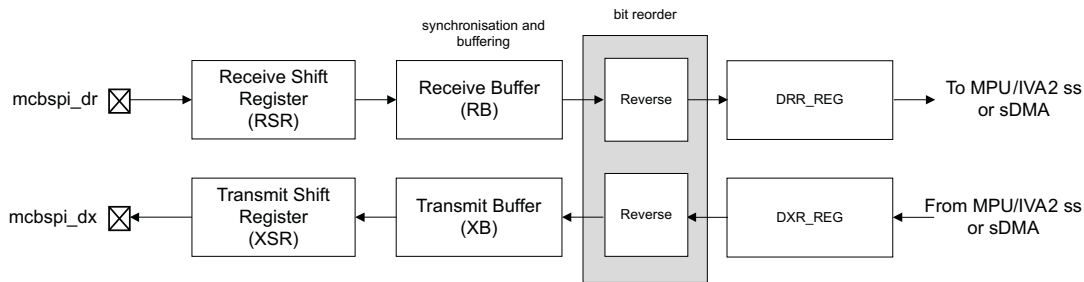 bit reorder
synchronisation and
buffering
mcbspi_dr
Receive Shift
Register
(RSR)
Receive Buffer
(RB)
Reverse
DRR_REG
To MPU/IVA2 ss
or sDMA
mcbspi_dx
Transmit Shift
Register
(XSR)
Transmit Buffer
(XB)
Reverse
DXR_REG
From MPU/IVA2 ss
or sDMA